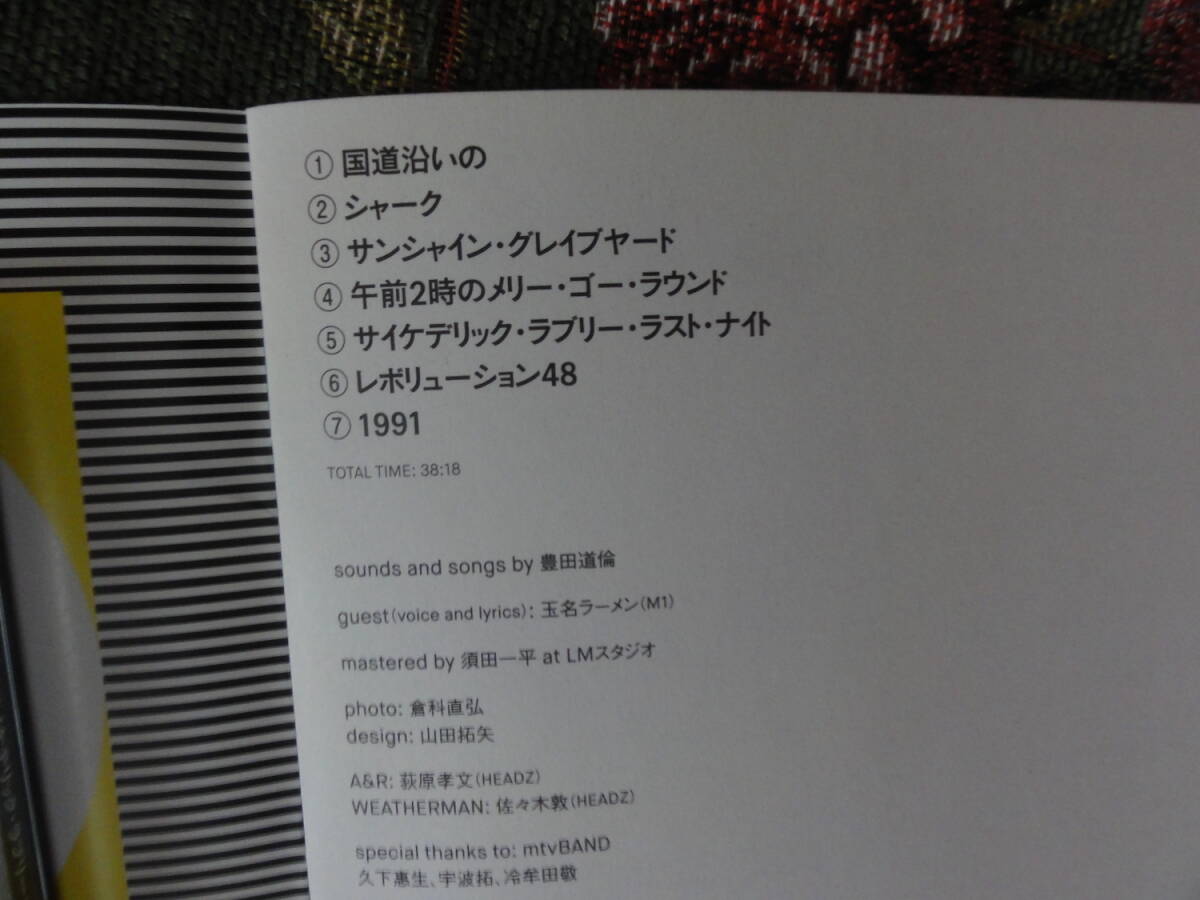 ① 国道沿いの
② シャーク
③ サンシャイン・グレイブヤード
④ 午前2時のメリー・ゴー・ラウンド
⑤ サイケデリック・ラブリー・ラスト・ナイト
⑥ レボリューション48
⑦ 1991
TOTAL TIME: 38:18
sounds and songs by 豊田道倫
guest(voice and lyrics): 玉名ラーメン(M1)
mastered by 須田一平 at LMスタジオ
photo: 倉科直弘
design: 山田拓矢
A&R: 萩原孝文(HEADZ)
WEATHERMAN: 佐々木敦(HEADZ)
special thanks to: mtvBAND
久下惠生、宇波拓、冷牟田敬